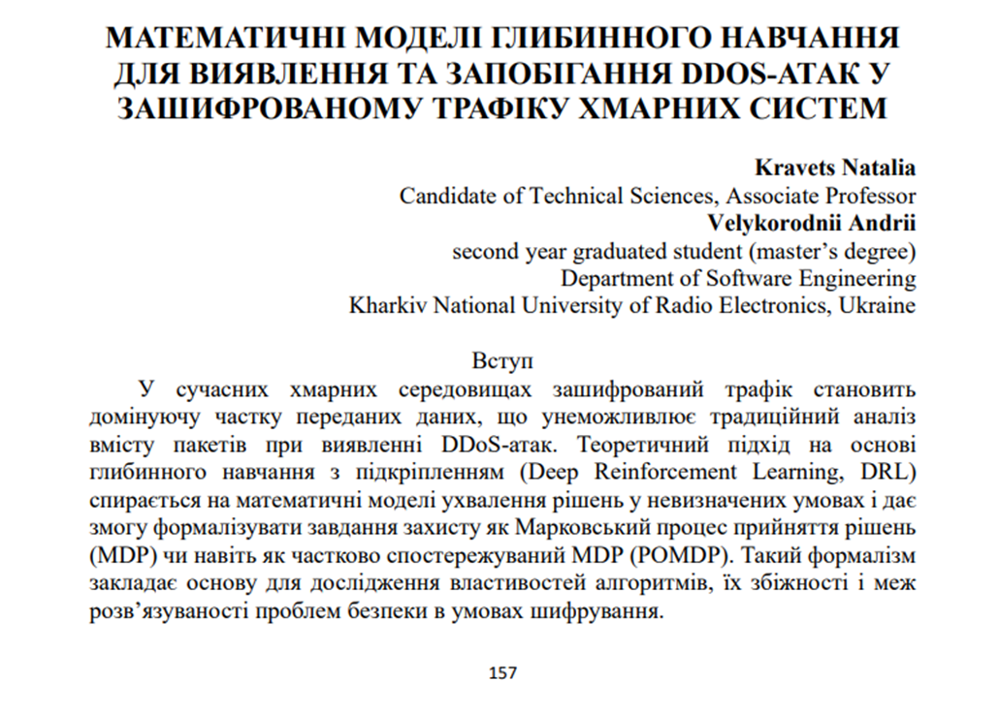 МАТЕМАТИЧНІ МОДЕЛІ ГЛИБИННОГО НАВЧАННЯ
ДЛЯ ВИЯВЛЕННЯ ТА ЗАПОБІГАННЯ DDOS-АТАК У
ЗАШИФРОВАНОМУ ТРАФІКУ ХМАРНИХ СИСТЕМ
Kravets Natalia
Candidate of Technical Sciences, Associate Professor
Velykorodnii Andrii
second year graduated student (master’s degree)
Department of Software Engineering
Kharkiv National University of Radio Electronics, Ukraine
Вступ
У сучасних хмарних середовищах зашифрований трафік становить
домінуючу частку переданих даних, що унеможливлює традиційний аналіз
вмісту пакетів при виявленні DDoS-атак. Теоретичний підхід на основі
глибинного навчання з підкріпленням (Deep Reinforcement Learning, DRL)
спирається на математичні моделі ухвалення рішень у невизначених умовах і дає
змогу формалізувати завдання захисту як Марковський процес прийняття рішень
(MDP) чи навіть як частково спостережуваний MDP (POMDP). Такий формалізм
закладає основу для дослідження властивостей алгоритмів, їх збіжності і меж
розв’язуваності проблем безпеки в умовах шифрування.
157